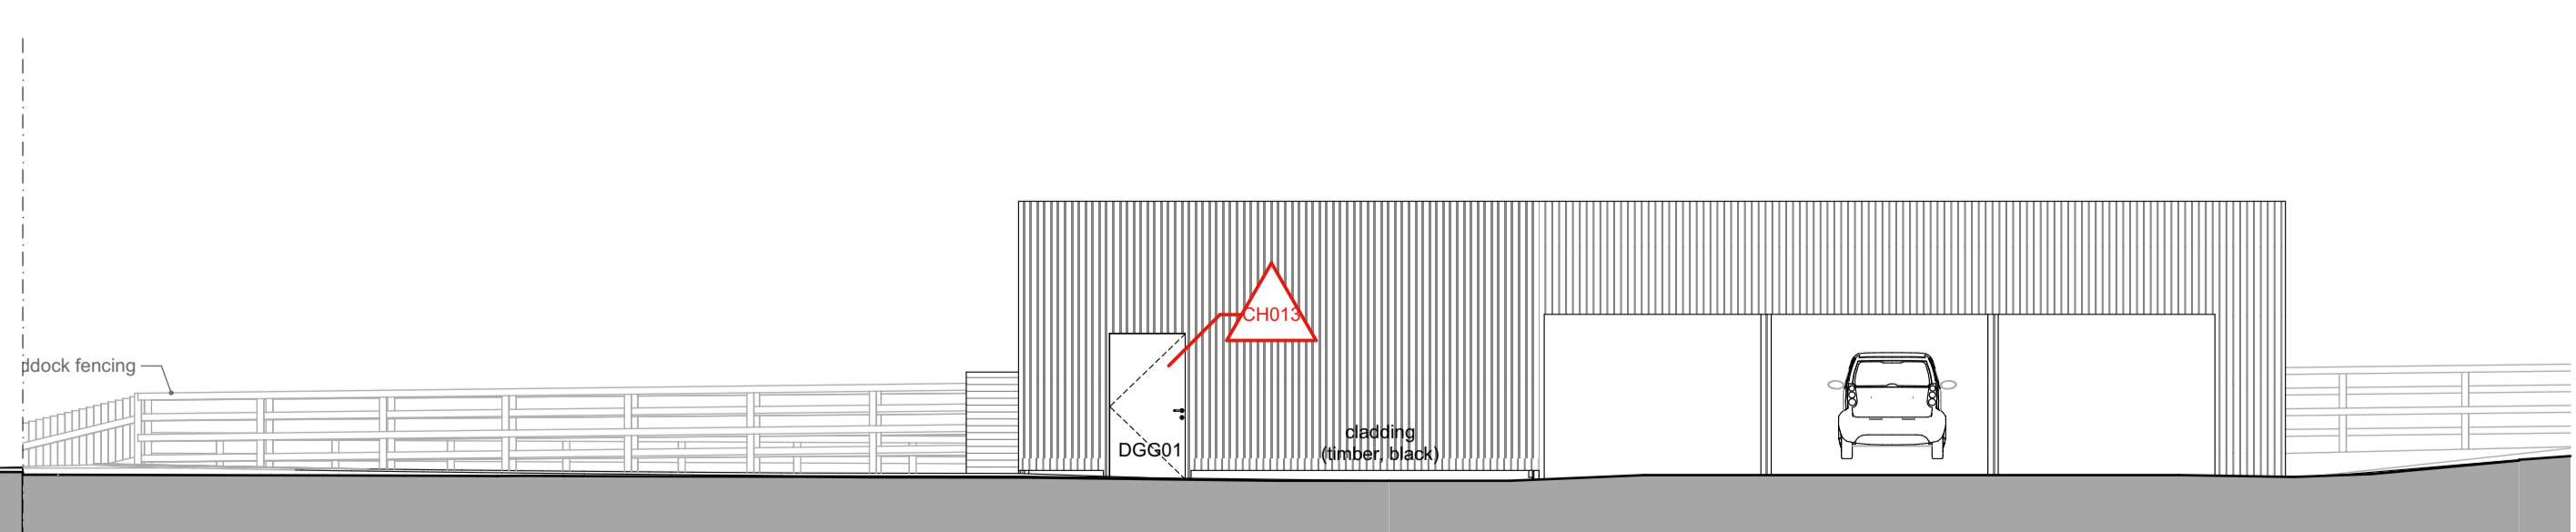 CH013
ddock fencing
cladding
(timber, black)
DGG01